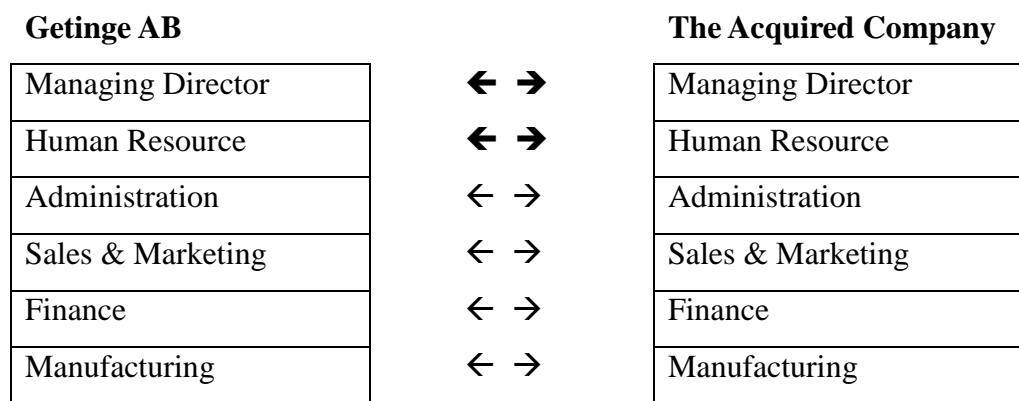 Getinge AB The Acquired Company
Managing Director 🡸 🡺 Managing Director
Human Resource 🡸 🡺 Human Resource
Administration ← → Administration
Sales & Marketing ← → Sales & Marketing
Finance ← → Finance
Manufacturing ← → Manufacturing